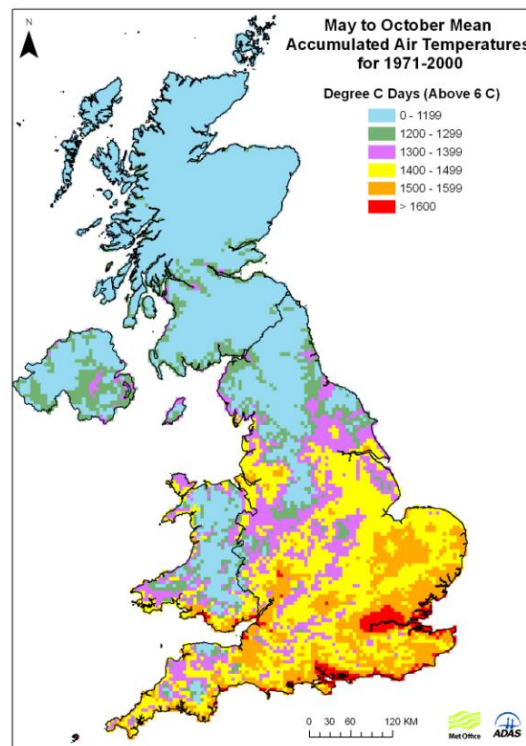 N
May to October Mean
Accumulated Air Temperatures
for 1971-2000
Degree C Days (Above 6 C)
0 - 1199
1200 - 1299
1300 - 1399
1400 - 1499
1500 - 1599
> 1600
0 30 60 120 KM
Met Office
ADAS